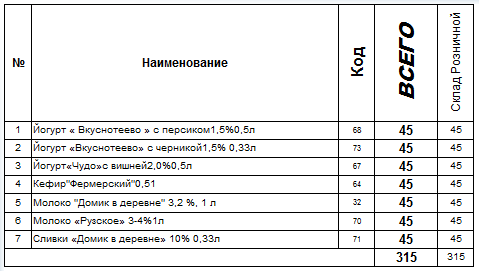 № Наименование Код ВСЕГО Склад Розничной
1 Йогурт « Вкуснотеево » с персиком1,5%0,5л 68 45 45
2 Йогурт «Вкуснотеево» с черникой1,5% 0,33л 73 45 45
3 Йогурт«Чудо»с вишней2,0%0,5л 67 45 45
4 Кефир"Фермерский"0,51 64 45 45
5 Молоко "Домик в деревне" 3,2 %, 1 л 32 45 45
6 Молоко «Рузское» 3-4%1л 70 45 45
7 Сливки «Домик в деревне» 10% 0,33л 71 45 45
315 315